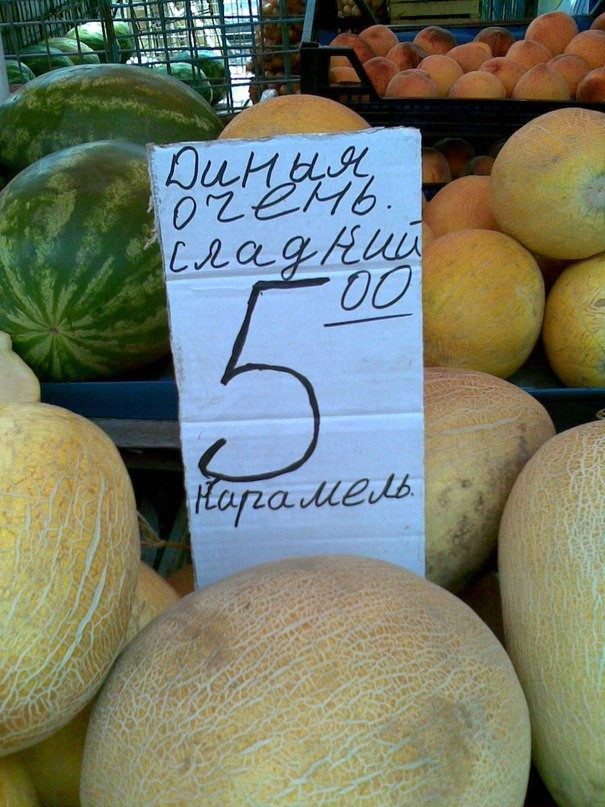 Диныя
очень.
сладкий
5 00
Карамель.